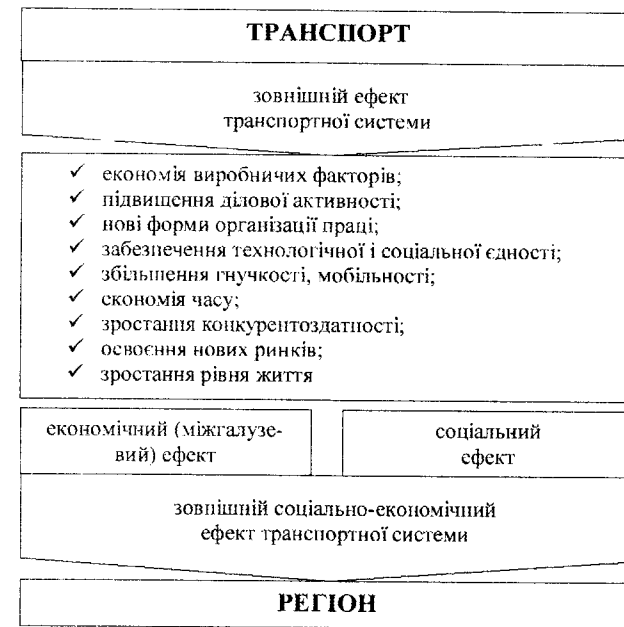 ТРАНСПОРТ
зовнішній ефект
транспортної системи
✓ економія виробничих факторів;
✓ підвищення ділової активності;
✓ нові форми організації праці;
✓ забезпечення технологічної і соціальної єдності;
✓ збільшення гнучкості, мобільності;
✓ економія часу;
✓ зростання конкурентоздатності;
✓ освоєння нових ринків;
✓ зростання рівня життя
економічний (міжгалузе-
вий) ефект
соціальний
ефект
зовнішній соціально-економічний
ефект транспортної системи
РЕГІОН